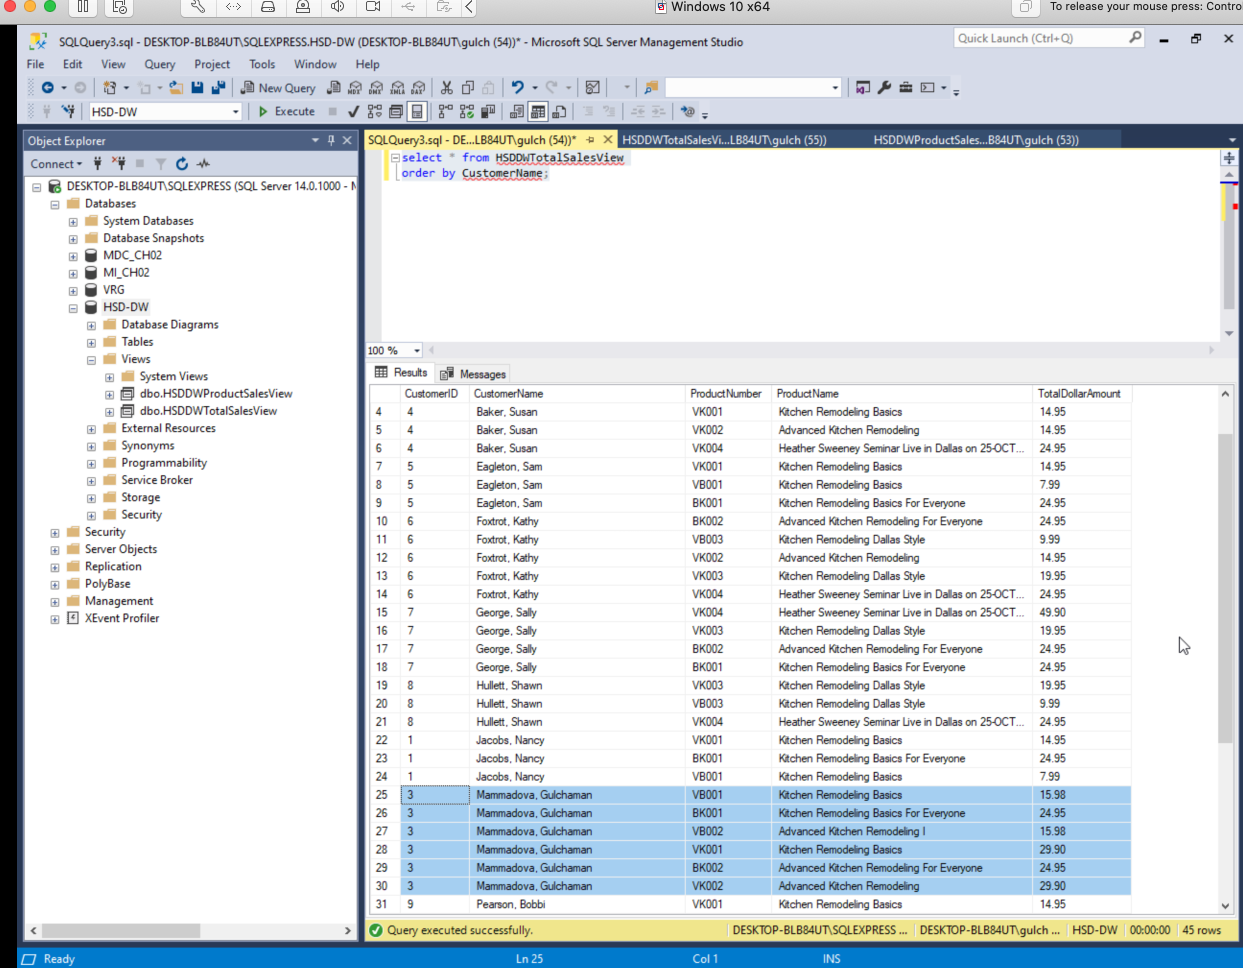 Windows 10 x64
To release your mouse press: Contro
SQLQuery3.sql - DESKTOP-BLB84UT\SQLEXPRESS.HSD-DW (DESKTOP-BLB84UT\gulch (54))* - Microsoft SQL Server Management Studio
Quick Launch (Ctrl+Q)
File Edit View Query Project Tools Window Help
New Query MDX DMX XMLA DAX
HSD-DW Execute
Object Explorer
SQLQuery3.sql - DE...LB84UT\gulch (54))* HSDDWTotalSalesVi...LB84UT\gulch (55)) HSDDWProductSales...B84UT\gulch (53))
Connect
select * from HSDDWTotalSalesView
order by CustomerName;
DESKTOP-BLB84UT\SQLEXPRESS (SQL Server 14.0.1000 -
Databases
System Databases
Database Snapshots
MDC_CH02
MI_CH02
VRG
HSD-DW
Database Diagrams
Tables
Views
System Views
dbo.HSDDWProductSalesView
dbo.HSDDWTotalSalesView
External Resources
Synonyms
Programmability
Service Broker
Storage
Security
Security
Server Objects
Replication
PolyBase
Management
XEvent Profiler
100 %
Results Messages
CustomerID CustomerName ProductNumber ProductName TotalDollarAmount
4 4 Baker, Susan VK001 Kitchen Remodeling Basics 14.95
5 4 Baker, Susan VK002 Advanced Kitchen Remodeling 14.95
6 4 Baker, Susan VK004 Heather Sweeney Seminar Live in Dallas on 25-OCT... 24.95
7 5 Eagleton, Sam VK001 Kitchen Remodeling Basics 14.95
8 5 Eagleton, Sam VB001 Kitchen Remodeling Basics 7.99
9 5 Eagleton, Sam BK001 Kitchen Remodeling Basics For Everyone 24.95
10 6 Foxtrot, Kathy BK002 Advanced Kitchen Remodeling For Everyone 24.95
11 6 Foxtrot, Kathy VB003 Kitchen Remodeling Dallas Style 9.99
12 6 Foxtrot, Kathy VK002 Advanced Kitchen Remodeling 14.95
13 6 Foxtrot, Kathy VK003 Kitchen Remodeling Dallas Style 19.95
14 6 Foxtrot, Kathy VK004 Heather Sweeney Seminar Live in Dallas on 25-OCT... 24.95
15 7 George, Sally VK004 Heather Sweeney Seminar Live in Dallas on 25-OCT... 49.90
16 7 George, Sally VK003 Kitchen Remodeling Dallas Style 19.95
17 7 George, Sally BK002 Advanced Kitchen Remodeling For Everyone 24.95
18 7 George, Sally BK001 Kitchen Remodeling Basics For Everyone 24.95
19 8 Hullett, Shawn VK003 Kitchen Remodeling Dallas Style 19.95
20 8 Hullett, Shawn VB003 Kitchen Remodeling Dallas Style 9.99
21 8 Hullett, Shawn VK004 Heather Sweeney Seminar Live in Dallas on 25-OCT... 24.95
22 1 Jacobs, Nancy VK001 Kitchen Remodeling Basics 14.95
23 1 Jacobs, Nancy BK001 Kitchen Remodeling Basics For Everyone 24.95
24 1 Jacobs, Nancy VB001 Kitchen Remodeling Basics 7.99
25 3 Mammadova, Gulchaman VB001 Kitchen Remodeling Basics 15.98
26 3 Mammadova, Gulchaman BK001 Kitchen Remodeling Basics For Everyone 24.95
27 3 Mammadova, Gulchaman VB002 Advanced Kitchen Remodeling I 15.98
28 3 Mammadova, Gulchaman VK001 Kitchen Remodeling Basics 29.90
29 3 Mammadova, Gulchaman BK002 Advanced Kitchen Remodeling For Everyone 24.95
30 3 Mammadova, Gulchaman VK002 Advanced Kitchen Remodeling 29.90
31 9 Pearson, Bobbi VK001 Kitchen Remodeling Basics 14.95
Query executed successfully. DESKTOP-BLB84UT\SQLEXPRESS ... DESKTOP-BLB84UT\gulch ... HSD-DW 00:00:00 45 rows
Ready Ln 25 Col 1 INS